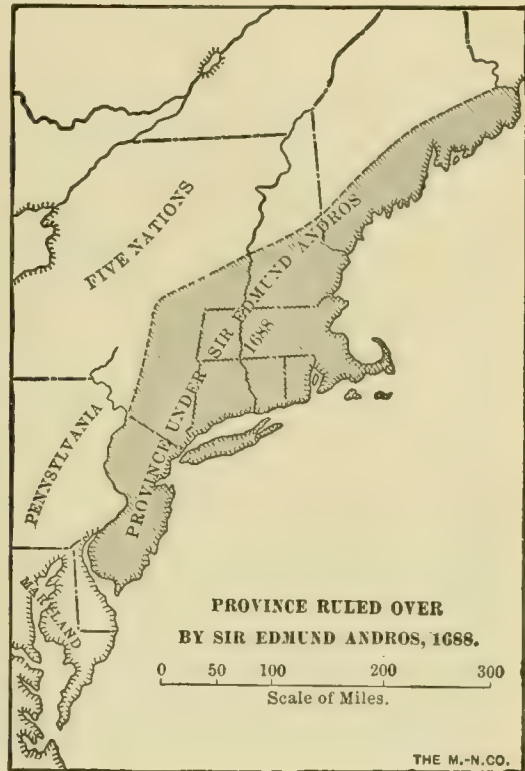 FIVE NATIONS
PROVINCE UNDER SIR EDMUND ANDROS
1688
PENNSYLVANIA
MARYLAND
PROVINCE RULED OVER
BY SIR EDMUND ANDROS, 1688.
0 50 100 200 300
Scale of Miles.
THE M.-N.CO.